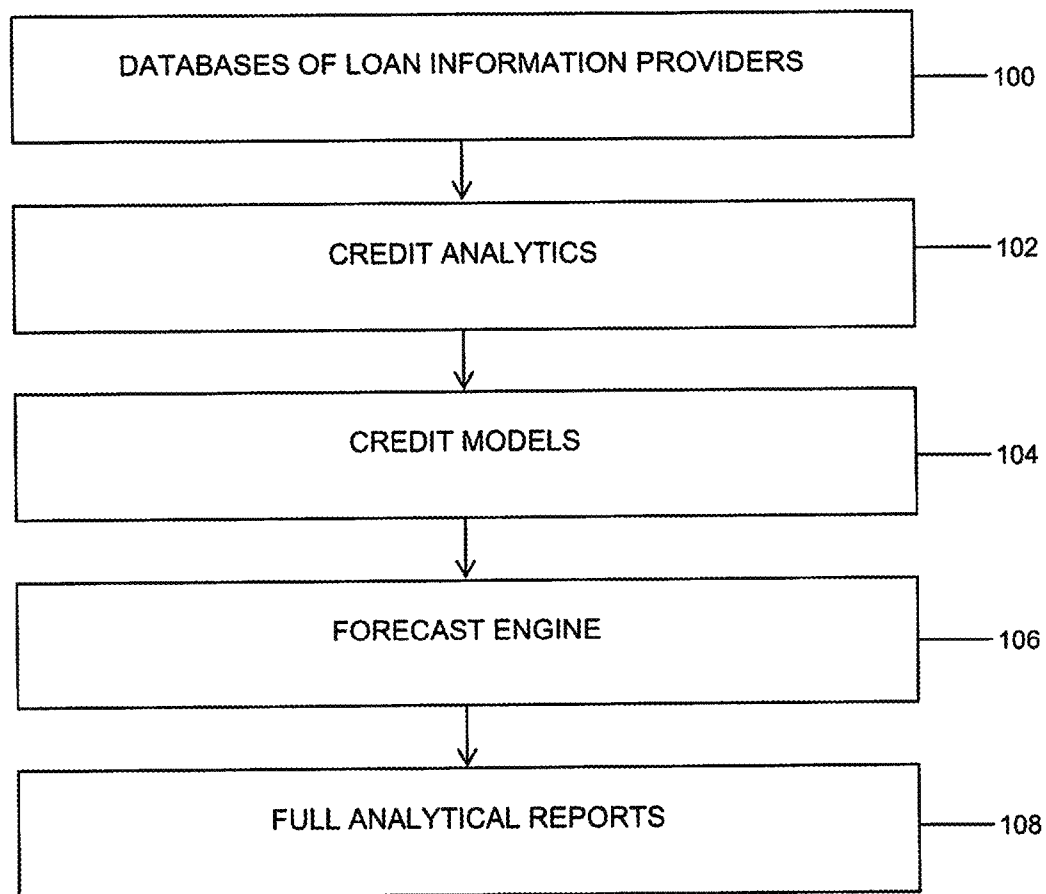 DATABASES OF LOAN INFORMATION PROVIDERS
100
CREDIT ANALYTICS
102
CREDIT MODELS
104
FORECAST ENGINE
106
FULL ANALYTICAL REPORTS
108